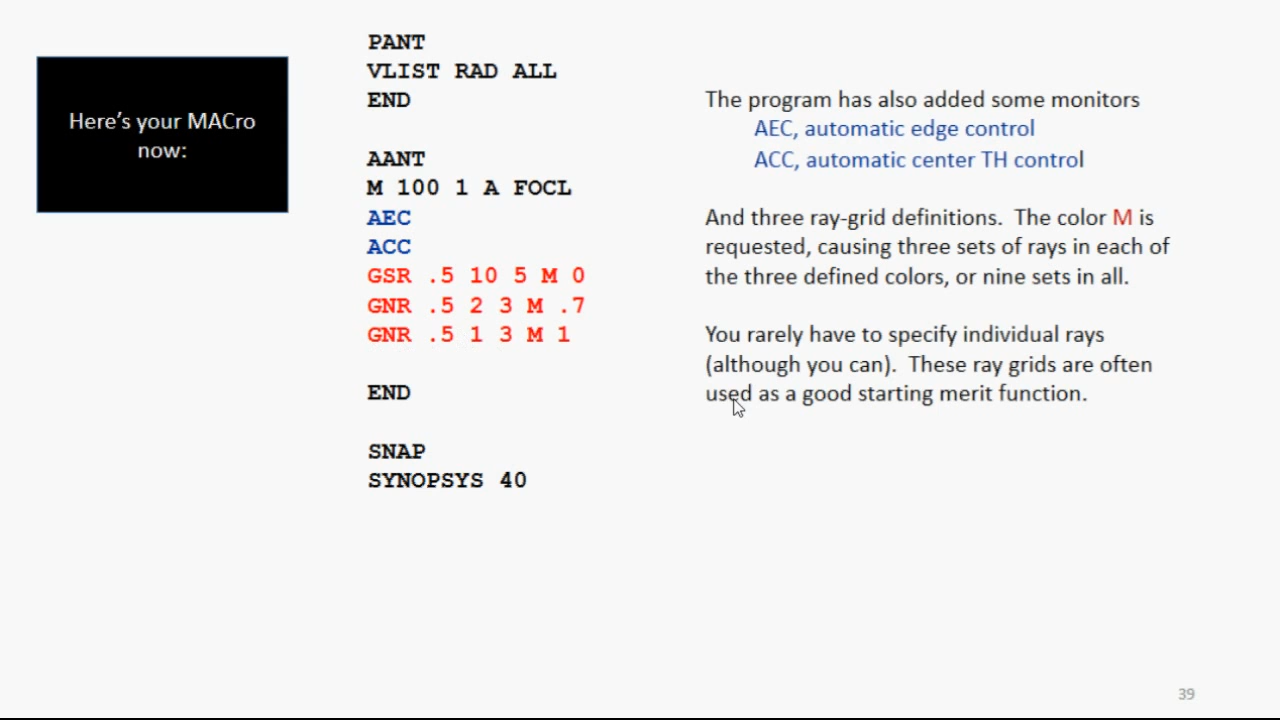 Here's your MACro
now:
PANT
VLIST RAD ALL
END
AANT
M 100 1 A FOCL
AEC
ACC
GSR .5 10 5 M 0
GNR .5 2 3 M .7
GNR .5 1 3 M 1
END
SNAP
SYNOPSYS 40
The program has also added some monitors
AEC, automatic edge control
ACC, automatic center TH control
And three ray-grid definitions. The color M is
requested, causing three sets of rays in each of
the three defined colors, or nine sets in all.
You rarely have to specify individual rays
(although you can). These ray grids are often
used as a good starting merit function.
39